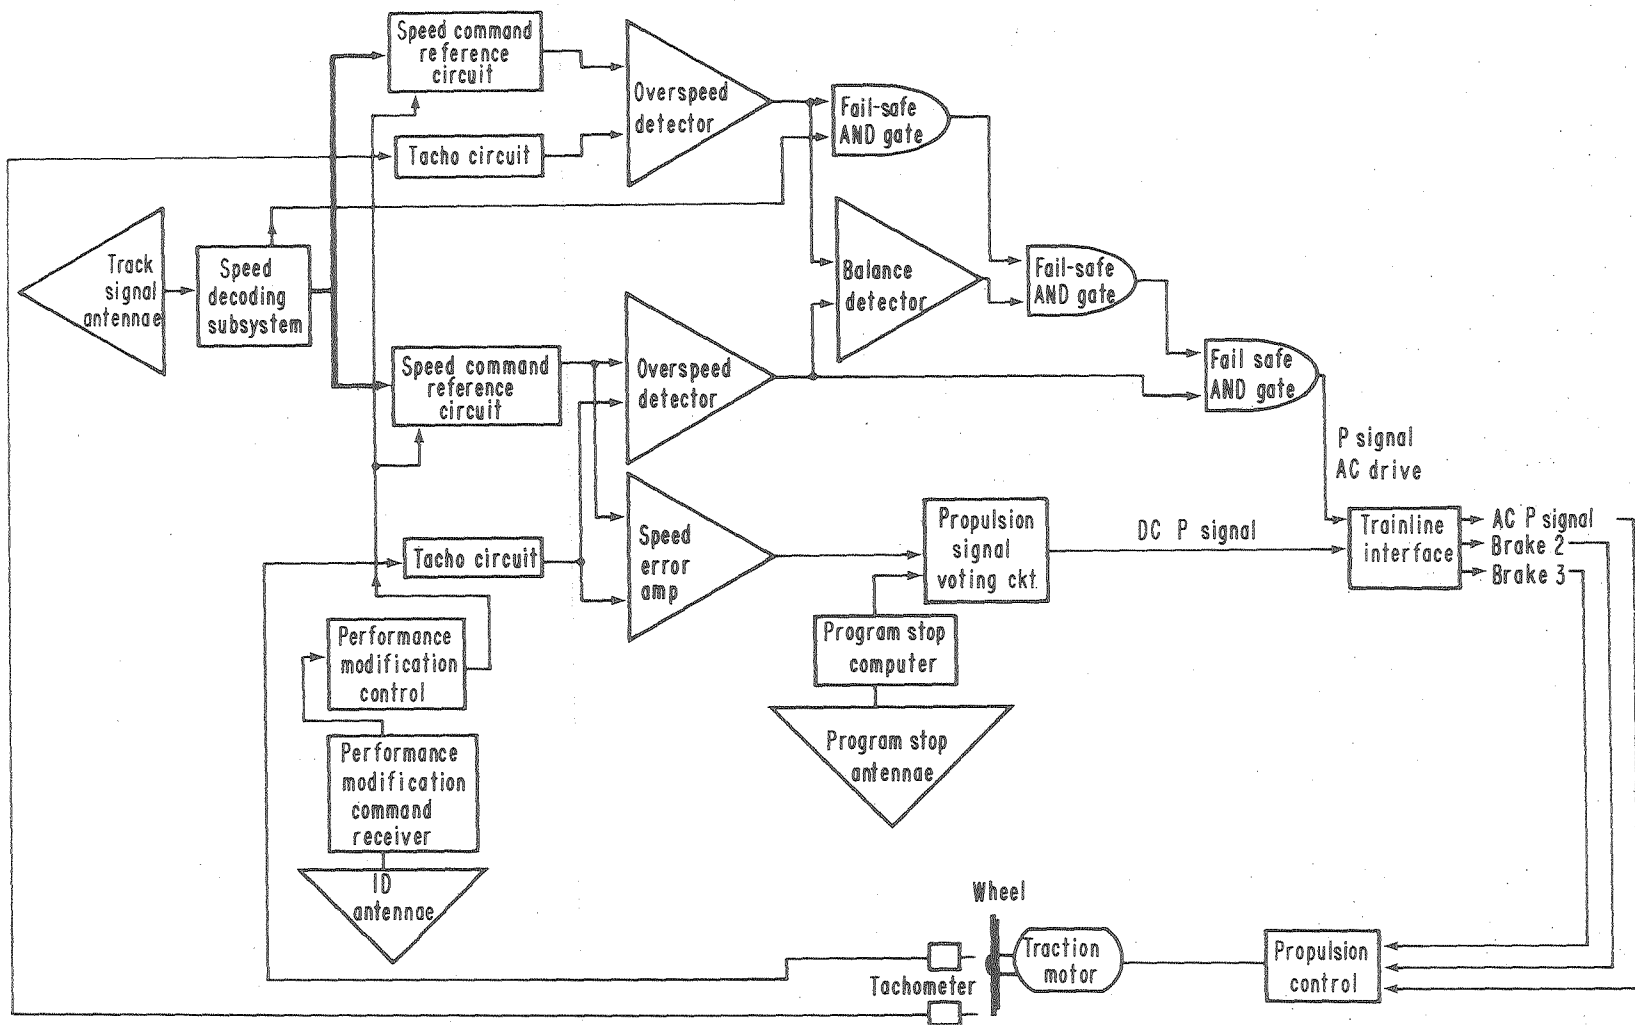 Speed command
reference
circuit
Tacho circuit
Overspeed
detector
Fail-safe
AND gate
Track
signal
antennae
Speed
decoding
subsystem
Balance
detector
Fail-safe
AND gate
Speed command
reference
circuit
Overspeed
detector
Fail safe
AND gate
P signal
AC drive
Tacho circuit
Speed
error
amp
Propulsion
signal
voting ckt.
DC P signal
Trainline
interface
AC P signal
Brake 2
Brake 3
Performance
modification
control
Program stop
computer
Performance
modification
command
receiver
Program stop
antennae
ID
antennae
Wheel
Tachometer
Traction
motor
Propulsion
control